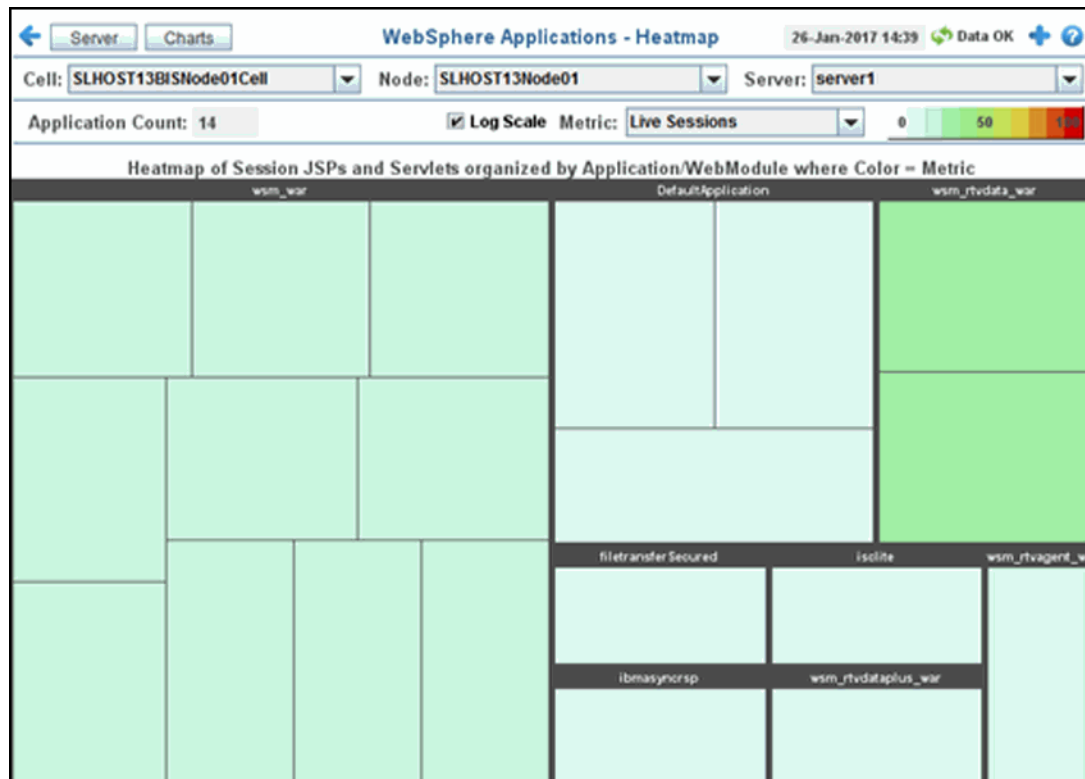 Server Charts WebSphere Applications - Heatmap 26-Jan-2017 14:39 Data OK ?
Cell: SLHOST13BISNode01Cell Node: SLHOST13Node01 Server: server1
Application Count: 14 Log Scale Metric: Live Sessions 0 50 100
Heatmap of Session JSPs and Servlets organized by Application/WebModule where Color = Metric
wsm_war DefaultApplication wsm_rtvdata_war
filetransferSecured isclite wsm_rtvagent_w
ibmasyncrsp wsm_rtvdataplus_war